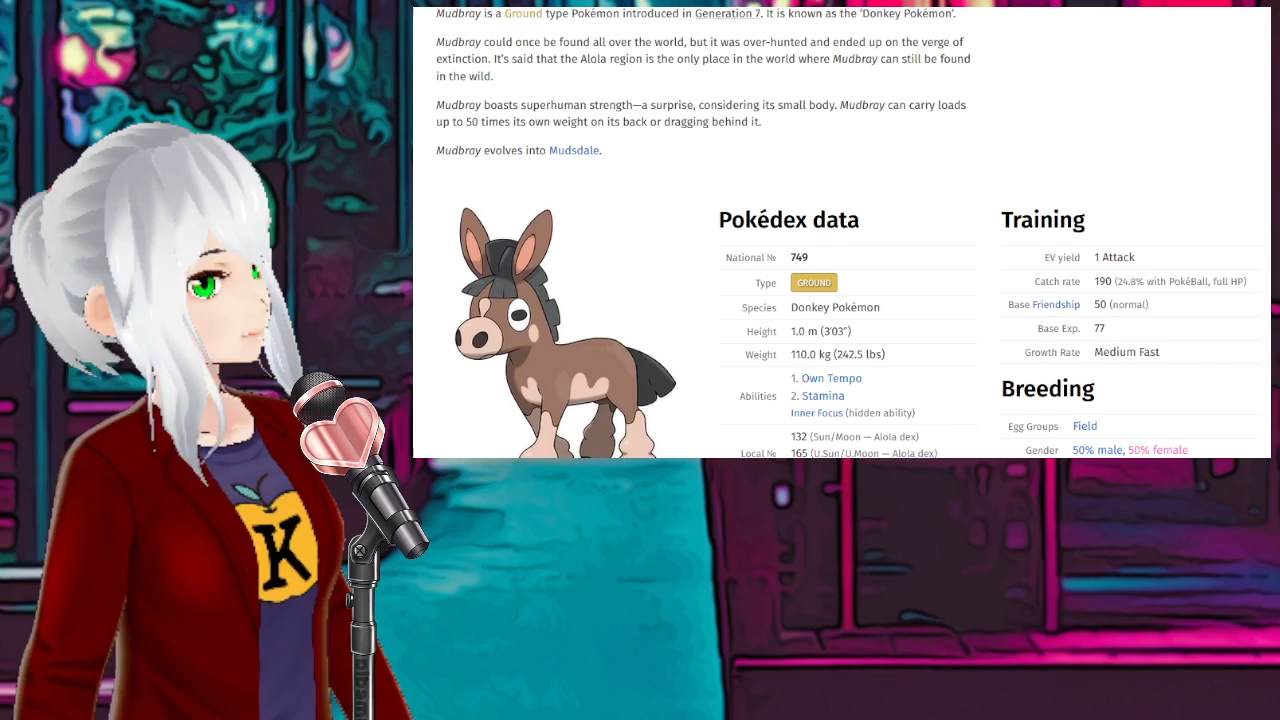 Mudbray is a Ground type Pokémon introduced in Generation 7. It is known as the ‘Donkey Pokémon’.
Mudbray could once be found all over the world, but it was over-hunted and ended up on the verge of
extinction. It’s said that the Alola region is the only place in the world where Mudbray can still be found
in the wild.
Mudbray boasts superhuman strength—a surprise, considering its small body. Mudbray can carry loads
up to 50 times its own weight on its back or dragging behind it.
Mudbray evolves into Mudsdale.
Pokédex data
National № 749
Type GROUND
Species Donkey Pokémon
Height 1.0 m (3′03″)
Weight 110.0 kg (242.5 lbs)
Abilities 1. Own Tempo
2. Stamina
Inner Focus (hidden ability)
Local № 132 (Sun/Moon — Alola dex)
165 (U.Sun/U.Moon — Alola dex)
Training
EV yield 1 Attack
Catch rate 190 (24.8% with PokéBall, full HP)
Base Friendship 50 (normal)
Base Exp. 77
Growth Rate Medium Fast
Breeding
Egg Groups Field
Gender 50% male, 50% female
K